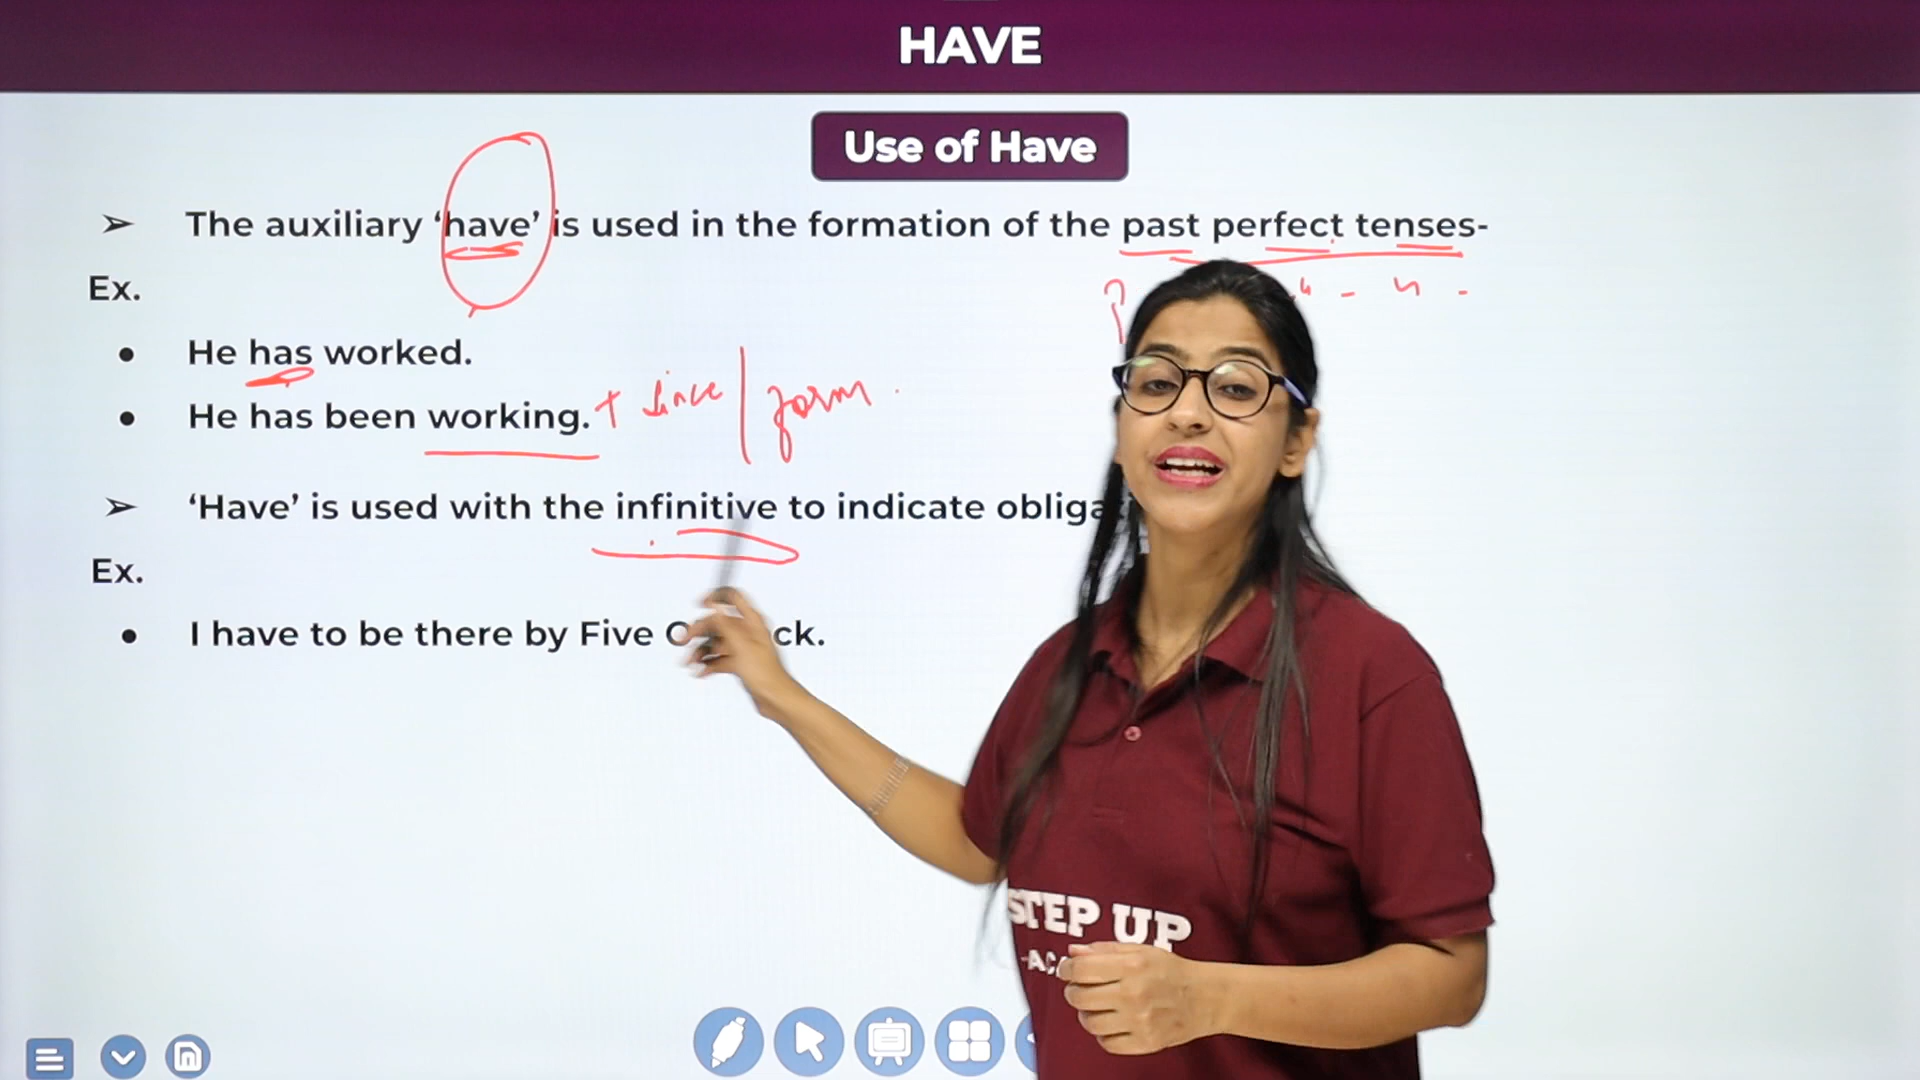 HAVE
Use of Have
➢ The auxiliary ‘have’ is used in the formation of the past perfect tenses-
Ex.
• He has worked.
• He has been working. + since | form.
➢ ‘Have’ is used with the infinitive to indicate
Ex.
• I have to be there by Five
STEP UP